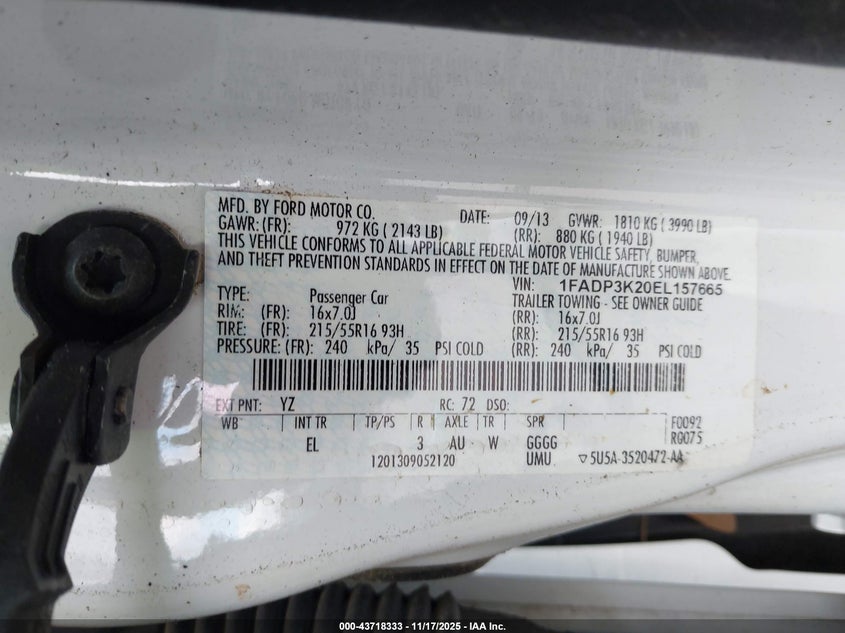 MFD. BY FORD MOTOR CO. DATE: 09/13 GVWR: 1810 KG ( 3990 LB)
GAWR: (FR): 972 KG ( 2143 LB) (RR): 880 KG ( 1940 LB)
THIS VEHICLE CONFORMS TO ALL APPLICABLE FEDERAL MOTOR VEHICLE SAFETY, BUMPER,
AND THEFT PREVENTION STANDARDS IN EFFECT ON THE DATE OF MANUFACTURE SHOWN ABOVE.
VIN: 1FADP3K20EL157665
TYPE: Passenger Car TRAILER TOWING - SEE OWNER GUIDE
RIM: (FR): 16x7.0J (RR): 16x7.0J
TIRE: (FR): 215/55R16 93H (RR): 215/55R16 93H
PRESSURE: (FR): 240 kPa/ 35 PSI COLD (RR): 240 kPa/ 35 PSI COLD
EXT PNT: YZ RC: 72 DSO:
WB INT TR TP/PS R AXLE TR SPR F0092
EL 3 AU W GGGG RG075
1201309052120 UMU ▽5U5A-3520472-AA
000-43718333 - 11/17/2025 - IAA Inc.